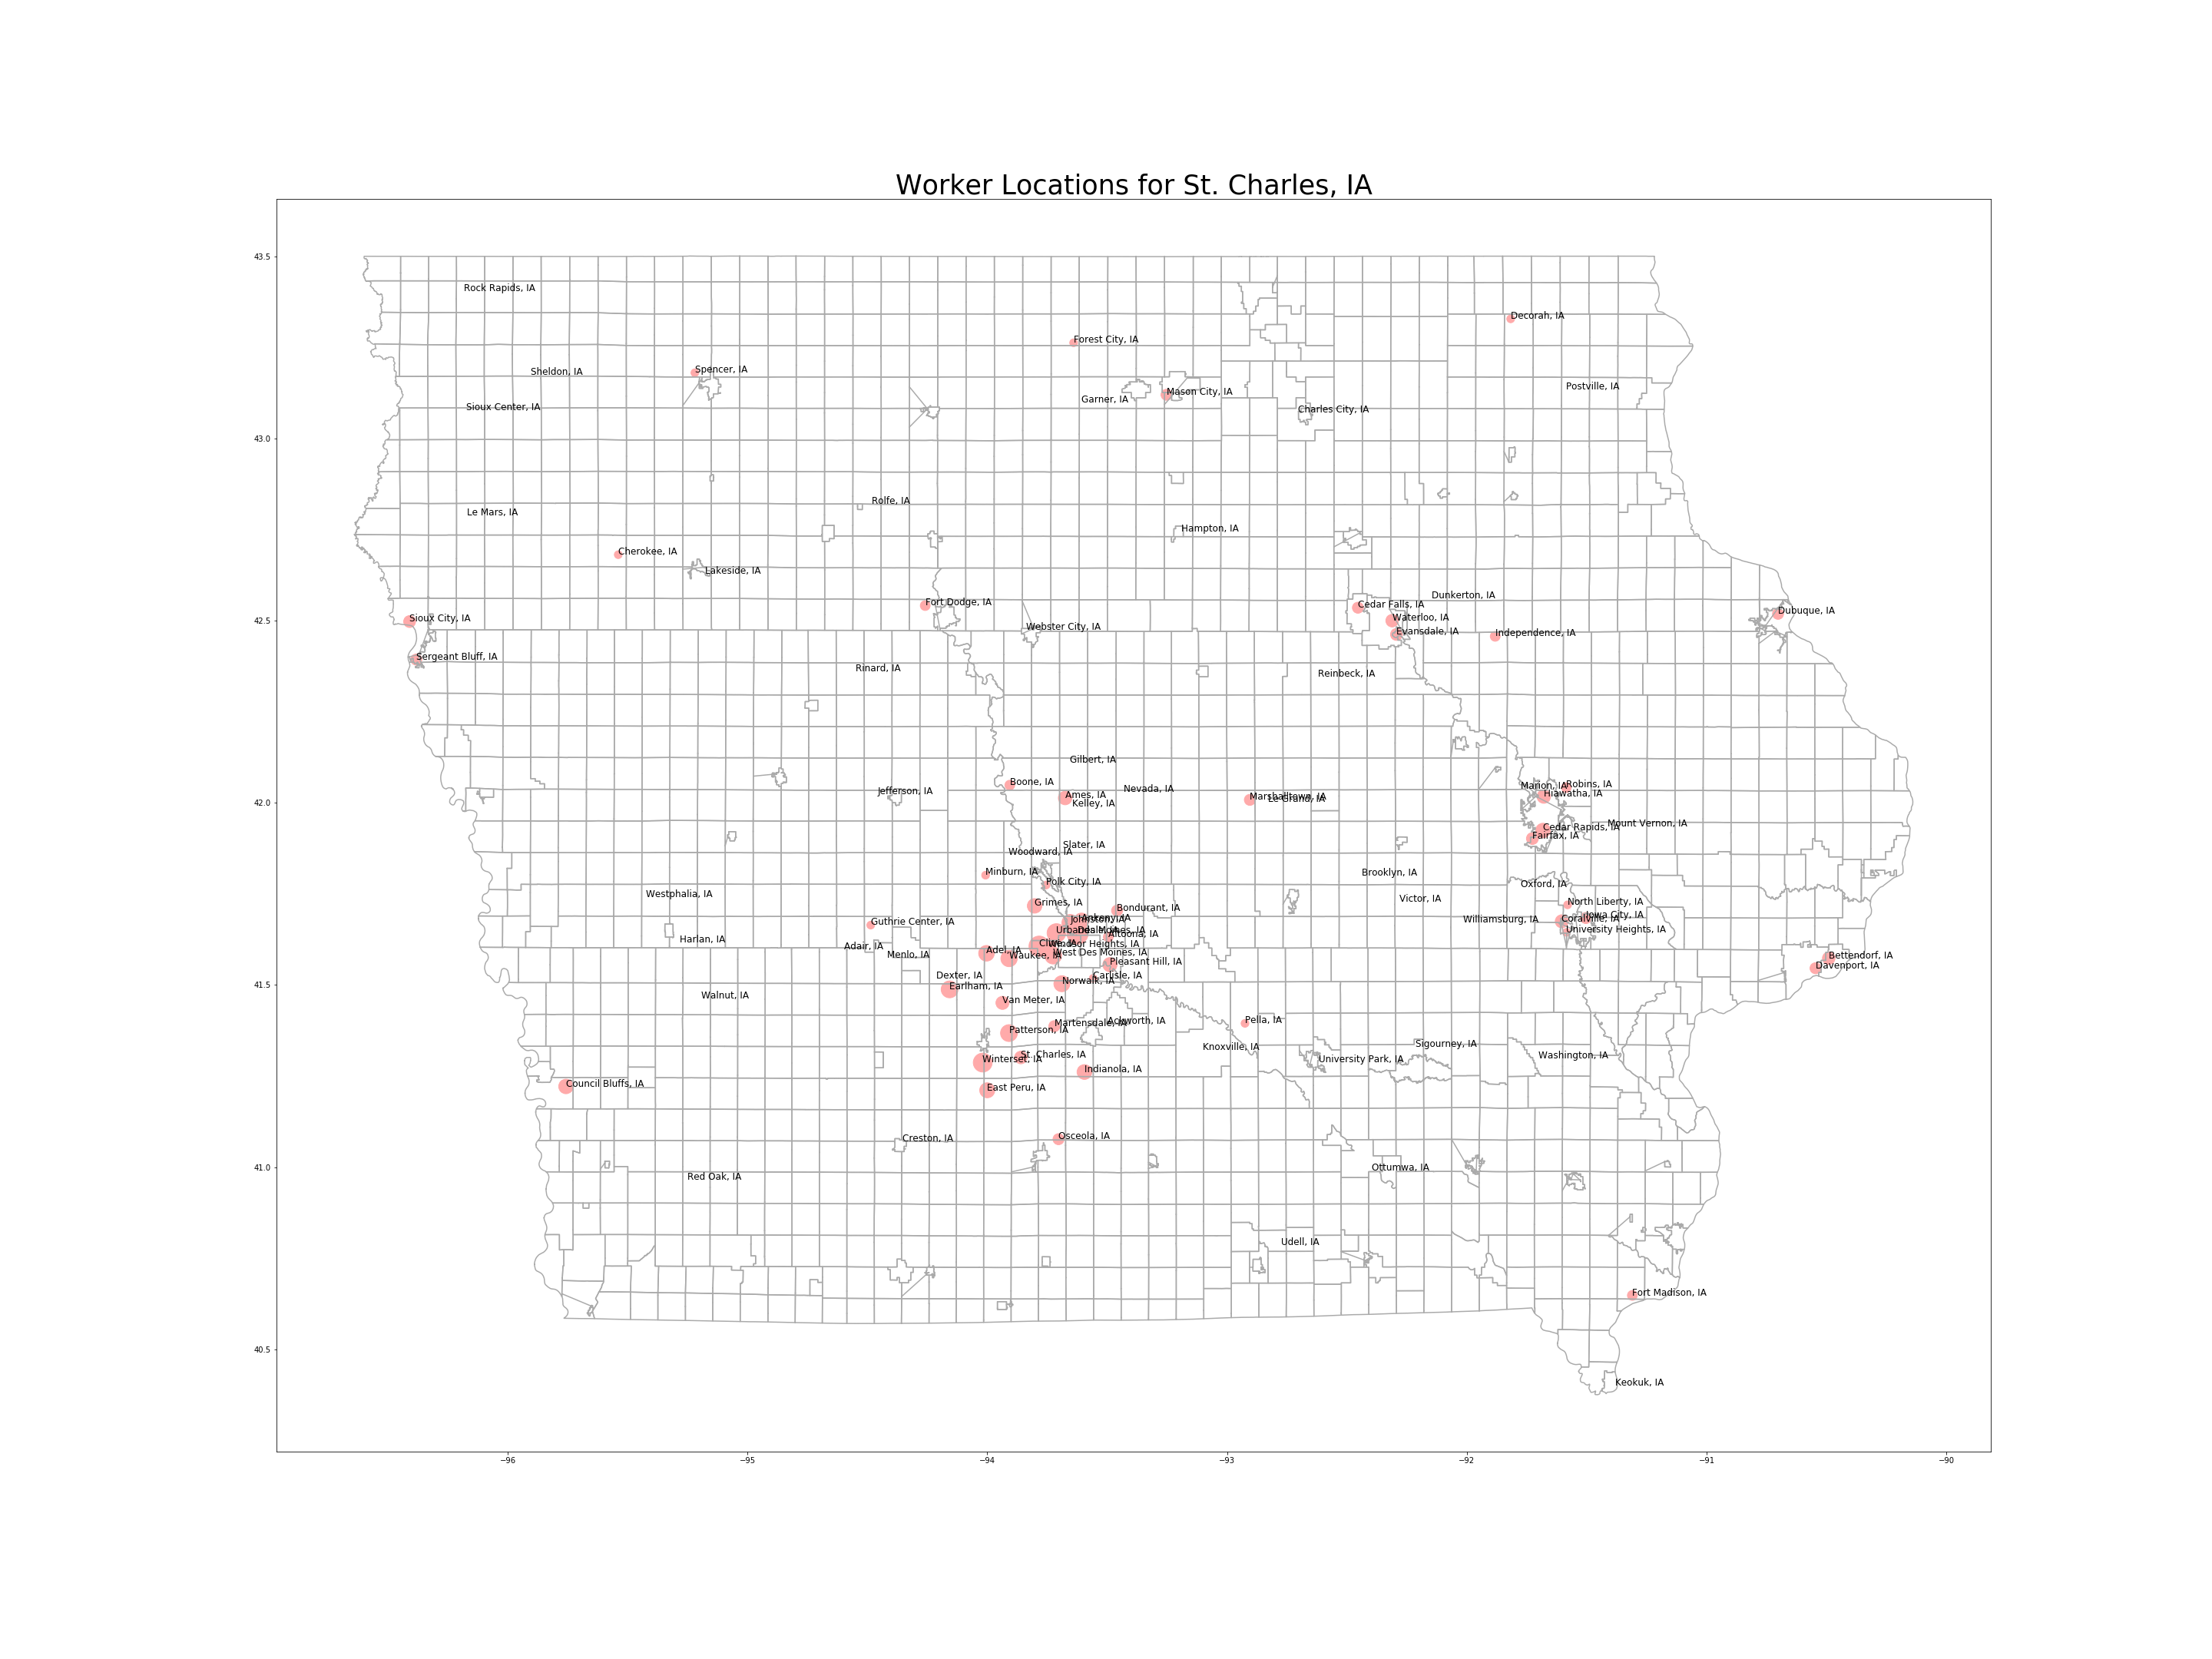 Worker Locations for St. Charles, IA
43.5
Rock Rapids, IA
Decorah, IA
Forest City, IA
Sheldon, IA
Spencer, IA
Postville, IA
Mason City, IA
Garner, IA
Sioux Center, IA
Charles City, IA
43.0
Rolfe, IA
Le Mars, IA
Hampton, IA
Cherokee, IA
Lakeside, IA
Dunkerton, IA
Fort Dodge, IA
Cedar Falls, IA
Dubuque, IA
42.5
Sioux City, IA
Waterloo, IA
Webster City, IA
Evansdale, IA
Independence, IA
Sergeant Bluff, IA
Rinard, IA
Reinbeck, IA
Gilbert, IA
Boone, IA
Marion, IA
Robins, IA
Nevada, IA
Jefferson, IA
Hiawatha, IA
42.0
Ames, IA
Marshalltown, IA
Le Grand, IA
Kelley, IA
Mount Vernon, IA
Cedar Rapids, IA
Fairfax, IA
Slater, IA
Woodward, IA
Minburn, IA
Brooklyn, IA
Polk City, IA
Oxford, IA
Westphalia, IA
Victor, IA
Grimes, IA
North Liberty, IA
Bondurant, IA
Iowa City, IA
Guthrie Center, IA
Johnston, IA
Ankeny, IA
Williamsburg, IA
Coralville, IA
Urbandale, IA
Des Moines, IA
Altoona, IA
University Heights, IA
Harlan, IA
Clive, IA
Windsor Heights, IA
Adair, IA
Adel, IA
Menlo, IA
Waukee, IA
West Des Moines, IA
Bettendorf, IA
Pleasant Hill, IA
Davenport, IA
41.5
Dexter, IA
Carlisle, IA
Norwalk, IA
Earlham, IA
Walnut, IA
Van Meter, IA
Martensdale, IA
Ackworth, IA
Pella, IA
Patterson, IA
Knoxville, IA
Sigourney, IA
St. Charles, IA
Winterset, IA
University Park, IA
Washington, IA
Indianola, IA
Council Bluffs, IA
East Peru, IA
Creston, IA
Osceola, IA
41.0
Ottumwa, IA
Red Oak, IA
Udell, IA
Fort Madison, IA
40.5
Keokuk, IA
−96
−95
−94
−93
−92
−91
−90